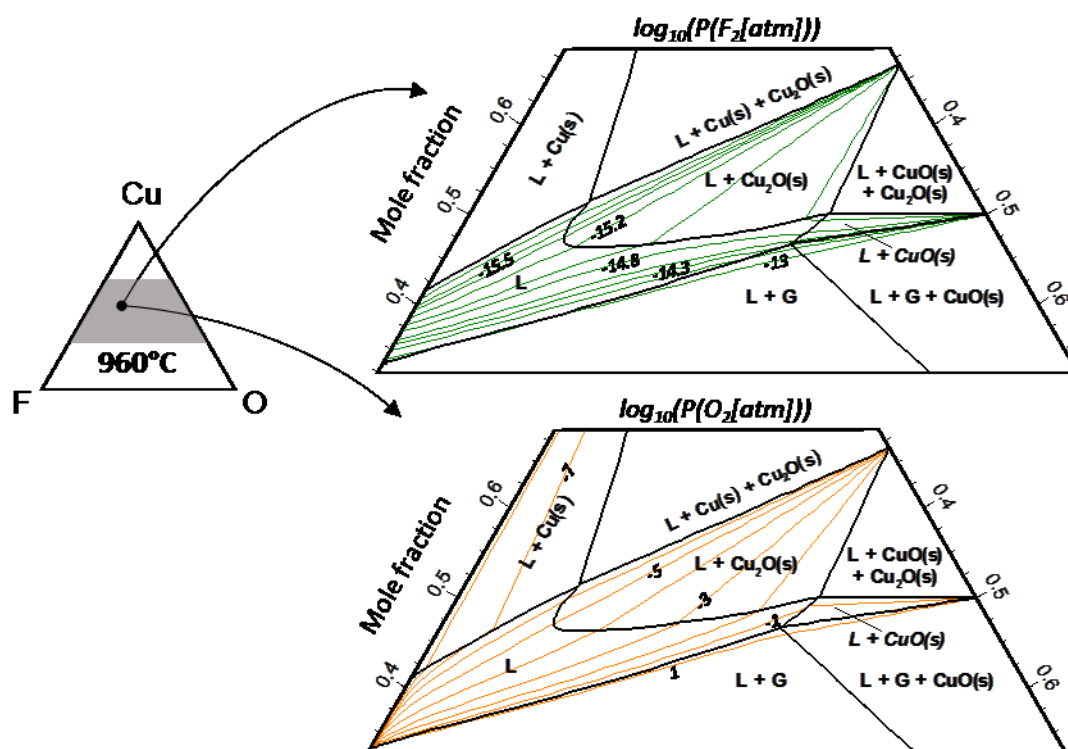 Cu
F
O
960°C
log₁₀(P(F₂[atm]))
Mole fraction
0.6
0.5
0.4
0.4
0.5
0.6
L + Cu(s)
L + Cu(s) + Cu₂O(s)
L + Cu₂O(s)
L + CuO(s)
+ Cu₂O(s)
L + CuO(s)
L + G + CuO(s)
L + G
L
-15.5
-15.2
-14.8
-14.3
-13
log₁₀(P(O₂[atm]))
Mole fraction
0.6
0.5
0.4
0.4
0.5
0.6
L + Cu(s)
L + Cu(s) + Cu₂O(s)
L + Cu₂O(s)
L + CuO(s)
+ Cu₂O(s)
L + CuO(s)
L + G + CuO(s)
L + G
L
-7
-5
-3
-1
1